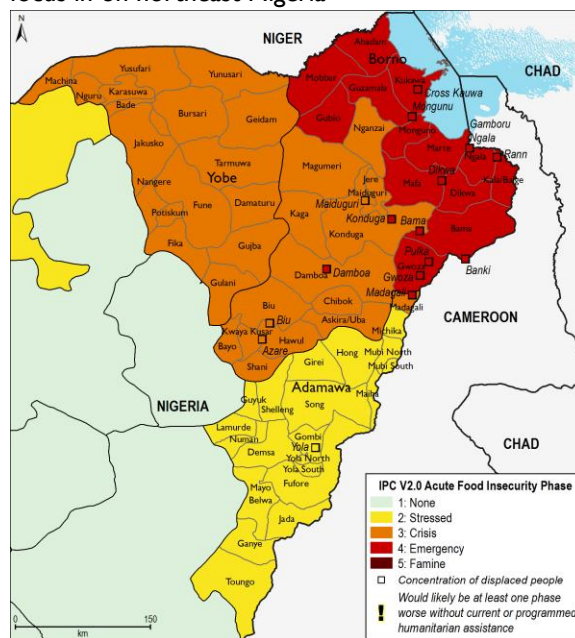 focus in on northeast Nigeria
N
NIGER
CHAD
Abadam
Borno
Yusufari
Yunusari
Mobbar
Kukawa
Machina
Karasuwa
Guzamala
Cross Kauwa
Nguru
Bade
Mongunu
Bursari
Geidam
Gubio
Nganzai
Monguno
Gamboru
Ngala
Jakusko
Marte
Ngala
Rann
Tarmuwa
Magumeri
Jere
Mafa
Dikwa
Kala/Balge
Yobe
Maiduguri
Maiduguri
Dikwa
Nangere
Fune
Damaturu
Kaga
Konduga
Bama
Potiskum
Konduga
Bama
Fika
Gujba
Pulka
Banki
Damboa
Damboa
Gwoza
Gwoza
Gulani
Madagali
Biu
Chibok
Madagali
CAMEROON
Biu
Askira/Uba
Kwaya Kusar
Hawul
Michika
Bayo
Azare
Shani
Hong
Mubi North
Mubi South
Girei
Adamawa
Maiha
NIGERIA
Guyuk
Shelleng
Song
CHAD
Lamurde
Numan
Gombi
Yola
Demsa
Yola North
Yola South
Fufore
Mayo
Belwa
Jada
Ganye
Toungo
0
150
km
IPC V2.0 Acute Food Insecurity Phase
1: None
2: Stressed
3: Crisis
4: Emergency
5: Famine
Concentration of displaced people
Would likely be at least one phase
! worse without current or programmed
humanitarian assistance